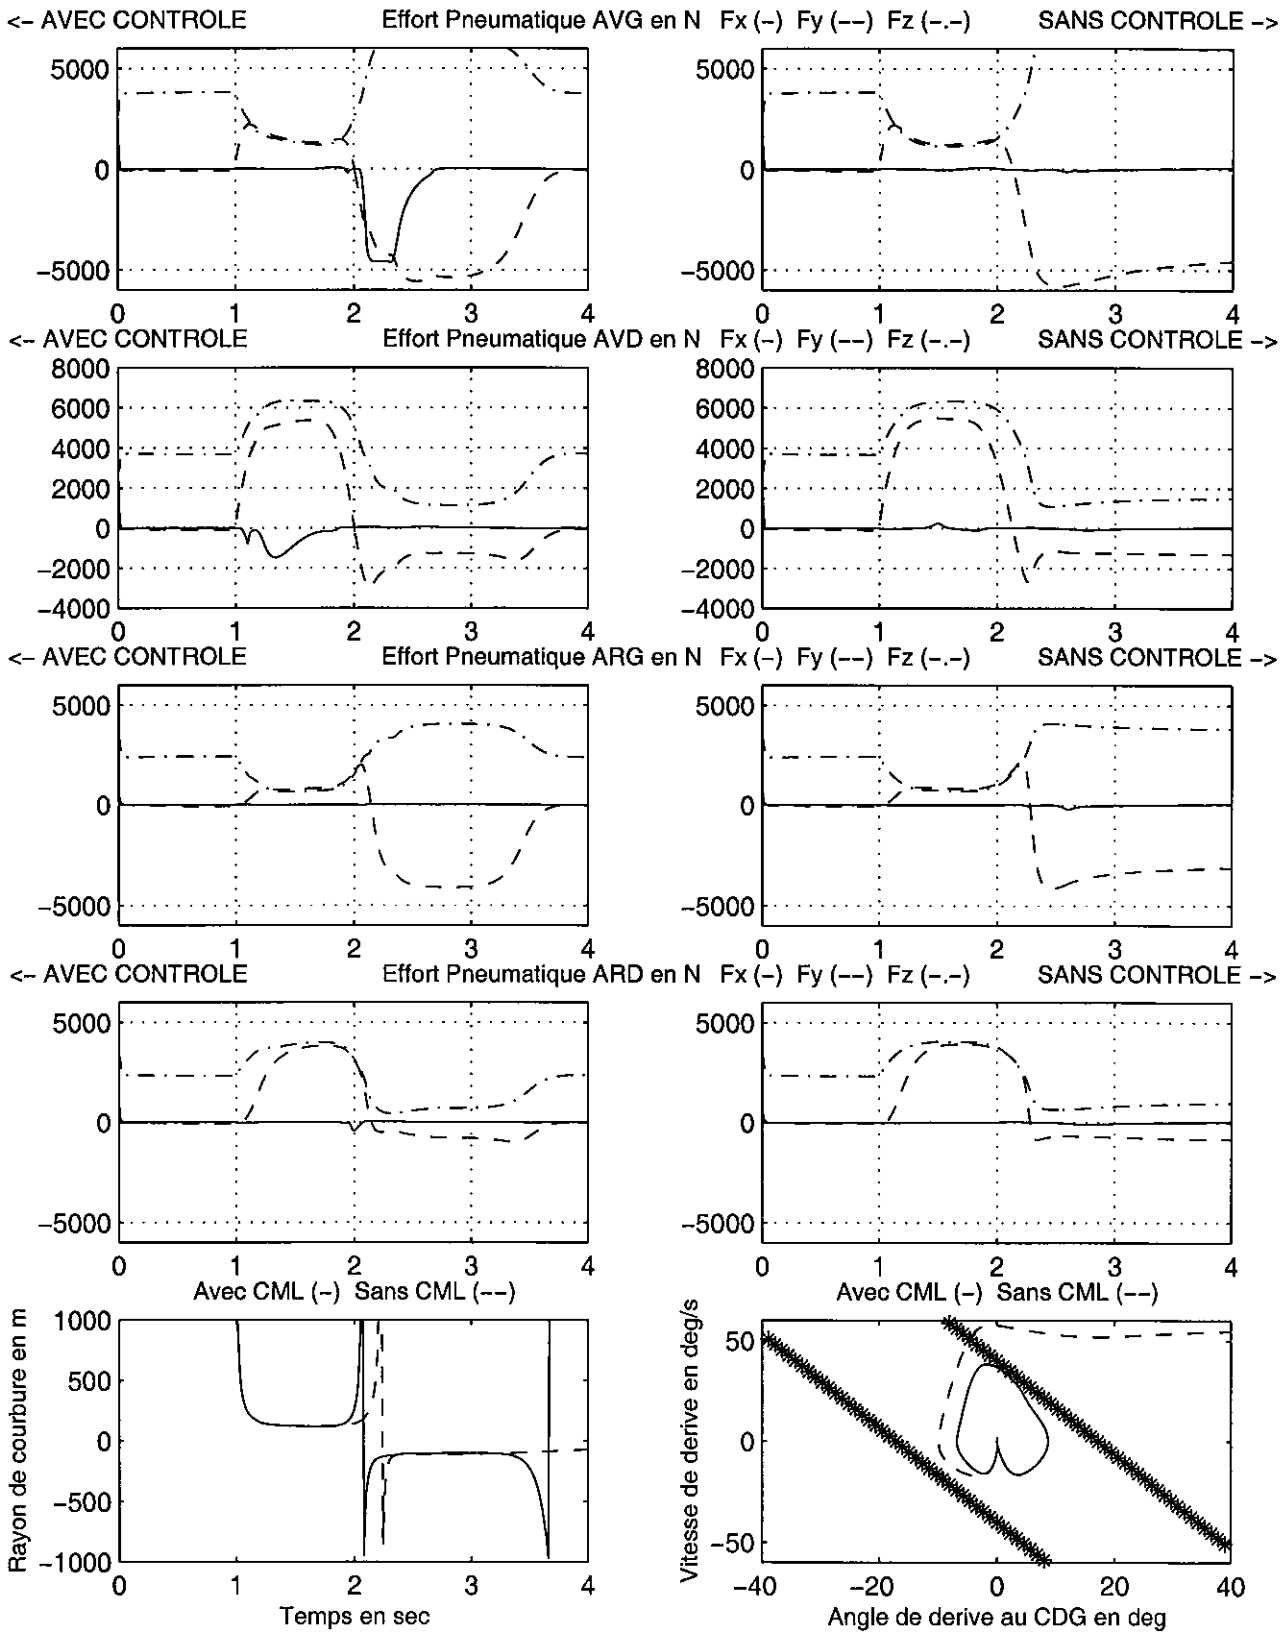 <- AVEC CONTROLE Effort Pneumatique AVG en N Fx (-) Fy (--) Fz (-.-) SANS CONTROLE ->
5000
0
-5000
0 1 2 3 4
5000
0
-5000
0 1 2 3 4
<- AVEC CONTROLE Effort Pneumatique AVD en N Fx (-) Fy (--) Fz (-.-) SANS CONTROLE ->
8000
6000
4000
2000
0
-2000
-4000
0 1 2 3 4
8000
6000
4000
2000
0
-2000
-4000
0 1 2 3 4
<- AVEC CONTROLE Effort Pneumatique ARG en N Fx (-) Fy (--) Fz (-.-) SANS CONTROLE ->
5000
0
-5000
0 1 2 3 4
5000
0
-5000
0 1 2 3 4
<- AVEC CONTROLE Effort Pneumatique ARD en N Fx (-) Fy (--) Fz (-.-) SANS CONTROLE ->
5000
0
-5000
0 1 2 3 4
5000
0
-5000
0 1 2 3 4
Avec CML (-) Sans CML (--)
Rayon de courbure en m
1000
500
0
-500
-1000
0 1 2 3 4
Temps en sec
Avec CML (-) Sans CML (--)
Vitesse de derive en deg/s
50
0
-50
-40 -20 0 20 40
Angle de derive au CDG en deg